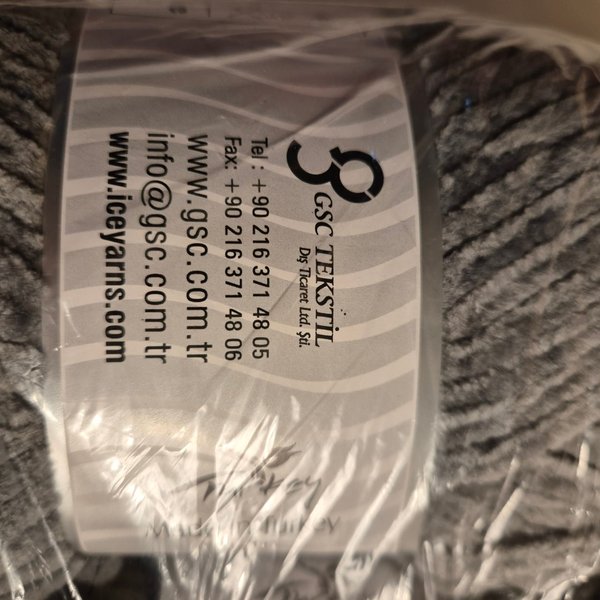 GSC TEKSTİL
Dış Ticaret Ltd. Şti.
Tel : +90 216 371 48 05
Fax: +90 216 371 48 06
www.gsc.com.tr
info@gsc.com.tr
www.iceyarns.com